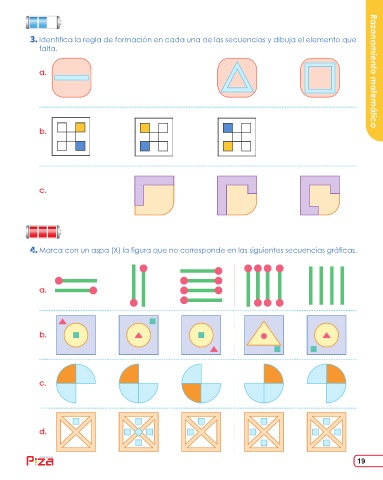 Razonamiento matemático
3. Identifica la regla de formación en cada una de las secuencias y dibuja el elemento que
falta.
a.
b.
c.
4. Marca con un aspa (X) la figura que no corresponde en las siguientes secuencias gráficas.
a.
b.
c.
d.
Piza
19